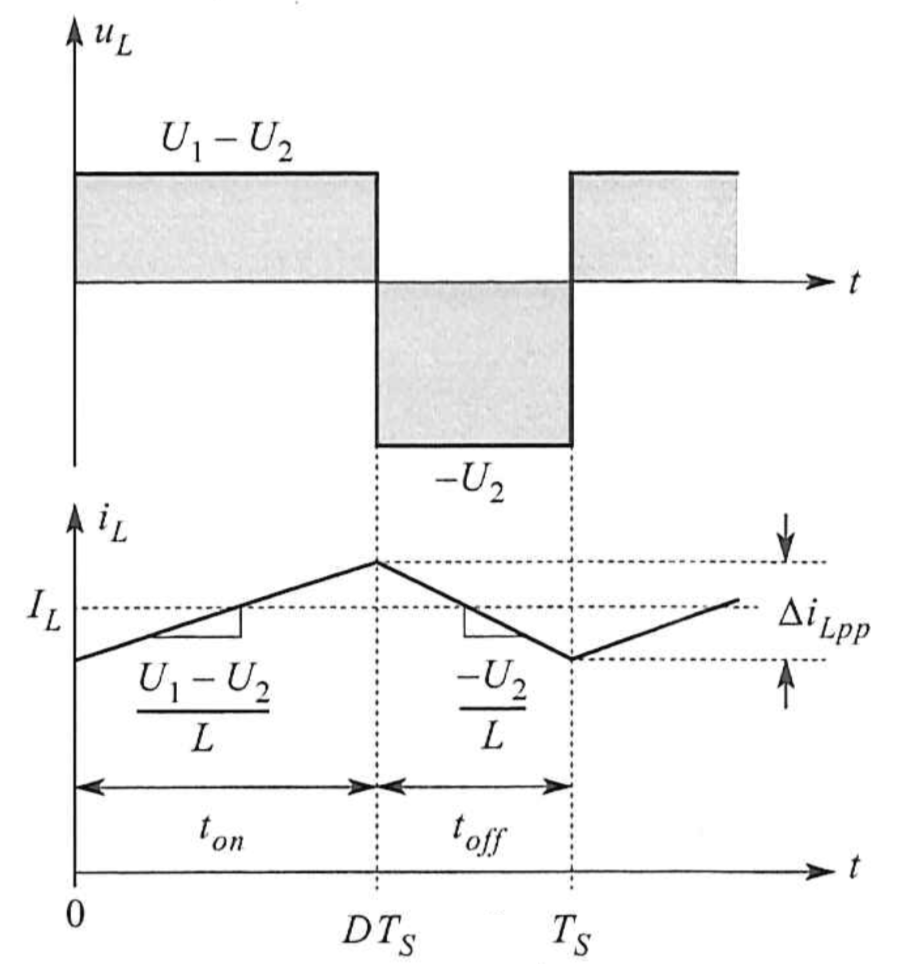 u_L
U_1 − U_2
t
−U_2
i_L
I_L
Δi_Lpp
U_1 − U_2
L
−U_2
L
t_on
t_off
t
0
DT_S
T_S